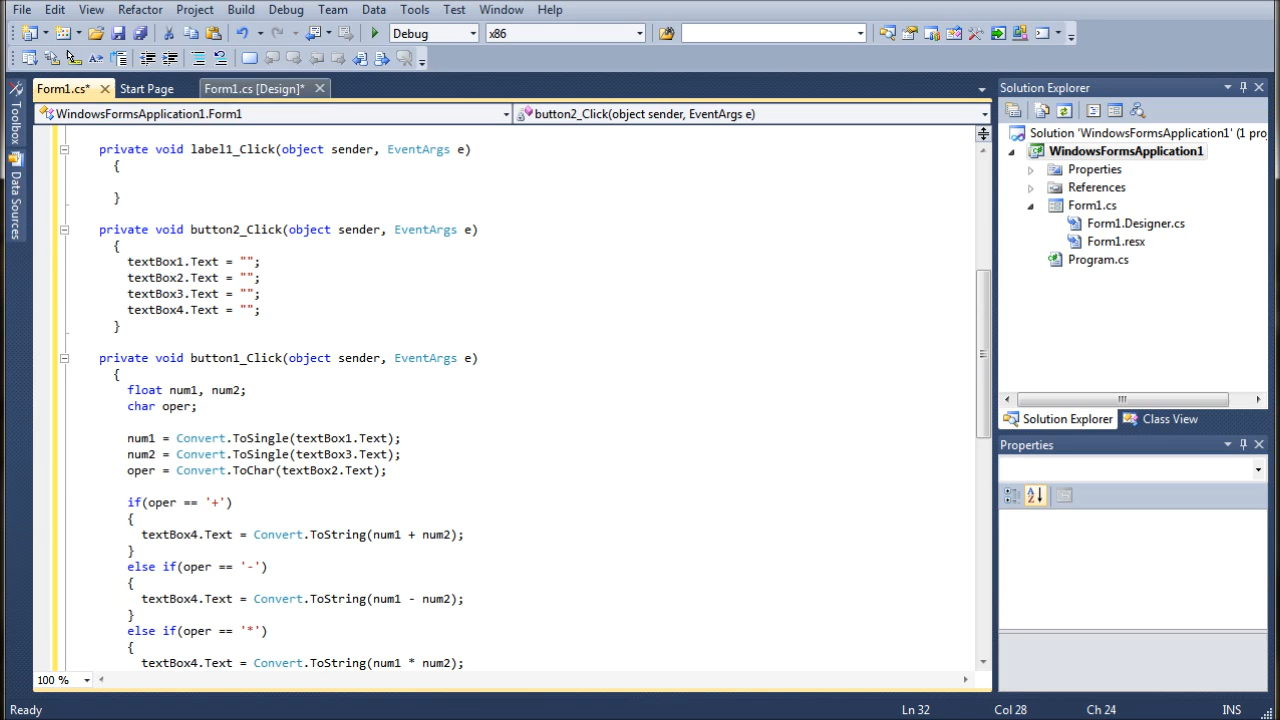 File Edit View Refactor Project Build Debug Team Data Tools Test Window Help
Debug x86
Form1.cs* Start Page Form1.cs [Design]*
WindowsFormsApplication1.Form1 button2_Click(object sender, EventArgs e)
Toolbox
Data Sources
private void label1_Click(object sender, EventArgs e)
{
}
private void button2_Click(object sender, EventArgs e)
{
textBox1.Text = "";
textBox2.Text = "";
textBox3.Text = "";
textBox4.Text = "";
}
private void button1_Click(object sender, EventArgs e)
{
float num1, num2;
char oper;
num1 = Convert.ToSingle(textBox1.Text);
num2 = Convert.ToSingle(textBox3.Text);
oper = Convert.ToChar(textBox2.Text);
if(oper == '+')
{
textBox4.Text = Convert.ToString(num1 + num2);
}
else if(oper == '-')
{
textBox4.Text = Convert.ToString(num1 - num2);
}
else if(oper == '*')
{
textBox4.Text = Convert.ToString(num1 * num2);
100 %
Solution Explorer
Solution 'WindowsFormsApplication1' (1 proj
WindowsFormsApplication1
Properties
References
Form1.cs
Form1.Designer.cs
Form1.resx
Program.cs
Solution Explorer Class View
Properties
Ready Ln 32 Col 28 Ch 24 INS